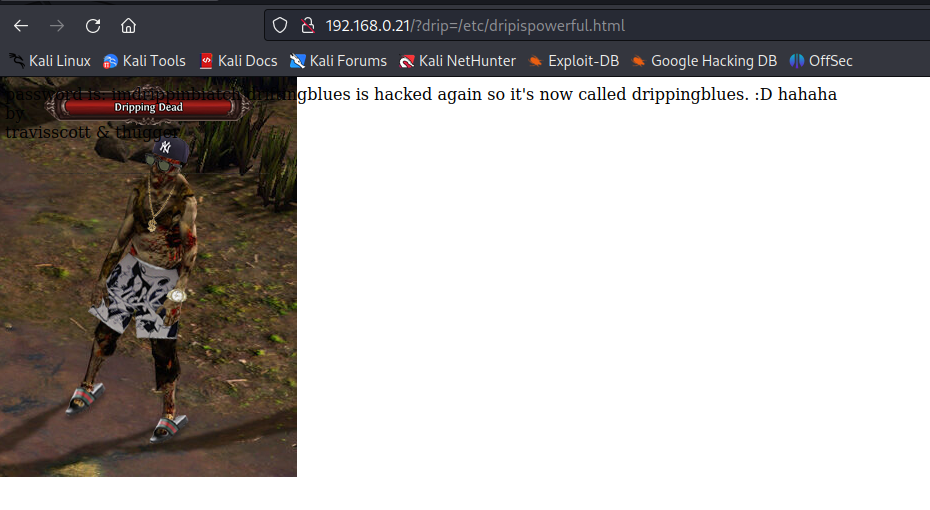 192.168.0.21/?drip=/etc/dripispowerful.html
Kali Linux Kali Tools Kali Docs Kali Forums Kali NetHunter Exploit-DB Google Hacking DB OffSec
password is: ngblues is hacked again so it's now called drippingblues. :D hahaha
Dripping Dead
by
travisscott & thugger